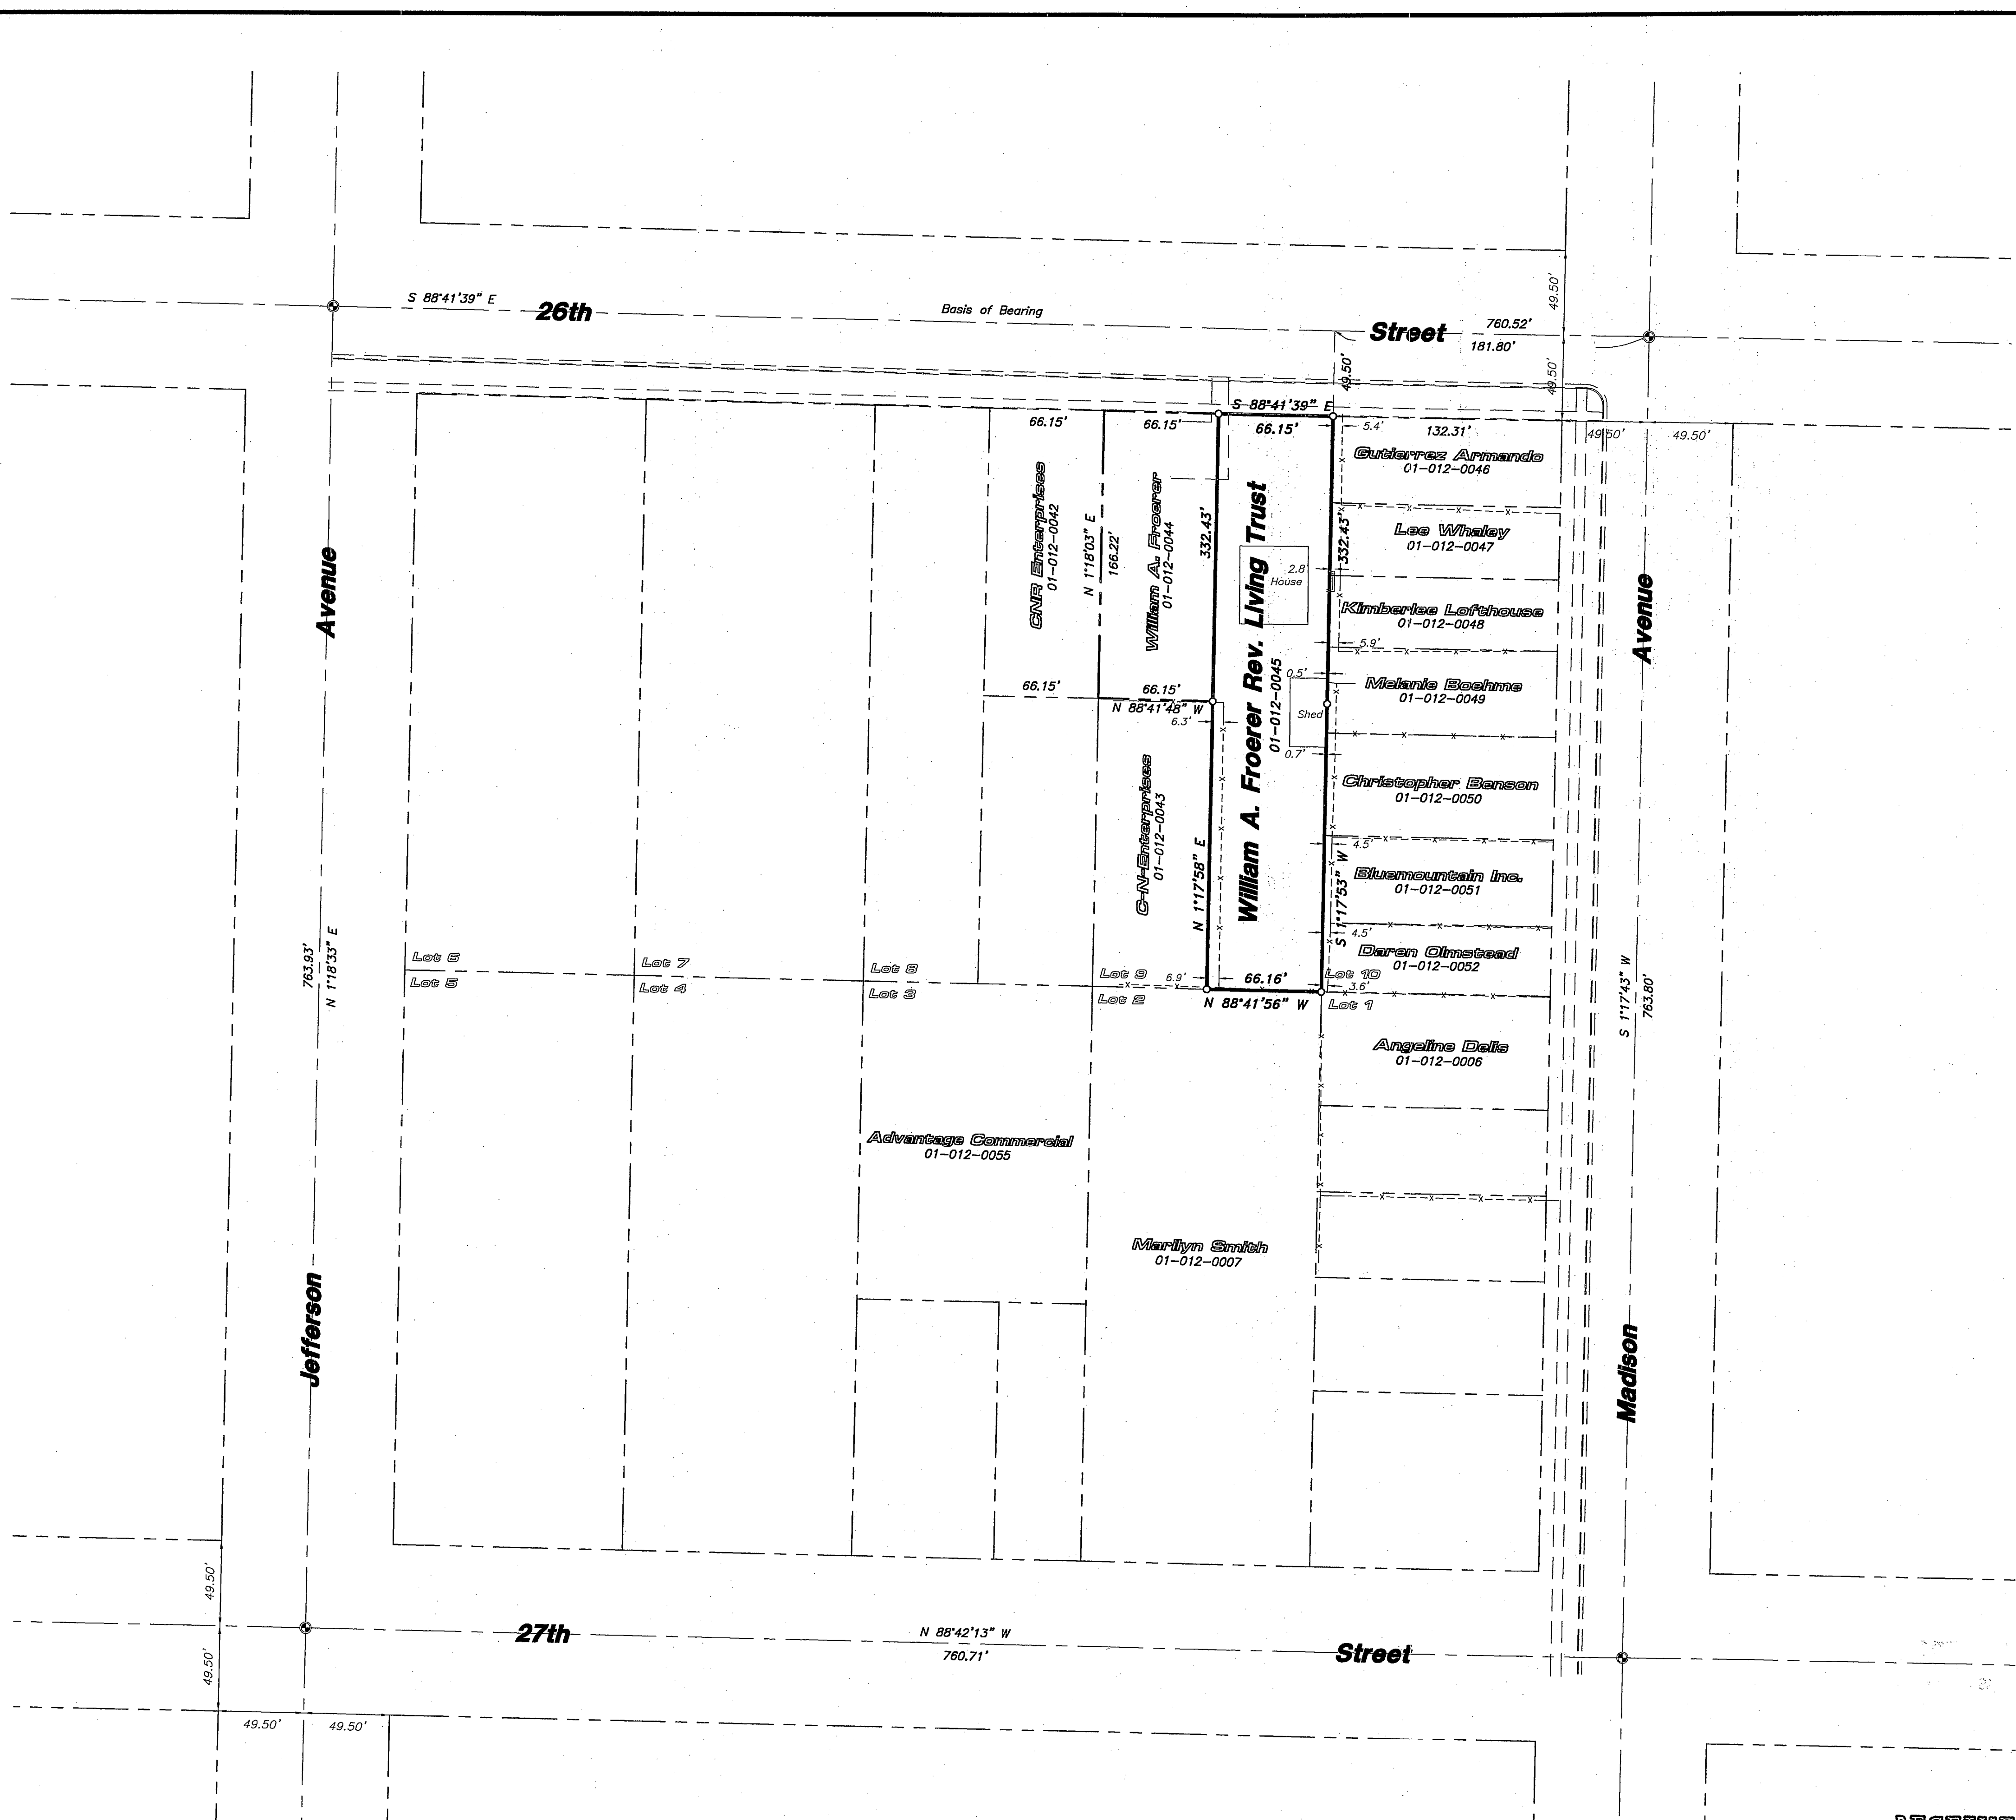 S 88°41'39" E
26th
Basis of Bearing
Street
760.52'
181.80'
49.50'
49.50'
49.50'
S 88°41'39" E
66.15'
66.15'
66.15'
5.4'
132.31'
49.50'
49.50'
CNR Enterprises
01-012-0042
N 1°18'03" E
166.22'
William A. Froerer
01-012-0044
332.43'
William A. Froerer Rev. Living Trust
01-012-0045
2.8'
House
332.43'
Gutierrez Armando
01-012-0046
Lee Whaley
01-012-0047
Kimberlee Lofthouse
01-012-0048
5.9'
0.5'
Melanie Boehme
01-012-0049
Shed
0.7'
66.15'
66.15'
N 88°41'48" W
6.3'
Christopher Benson
01-012-0050
C-N-Enterprises
01-012-0043
N 1°17'58" E
4.5'
S 1°17'53" W
Bluemountain Inc.
01-012-0051
4.5'
Daren Olmstead
01-012-0052
Avenue
Avenue
763.93'
N 1°18'33" E
S 1°17'43" W
763.80'
Lot 6
Lot 5
Lot 7
Lot 4
Lot 8
Lot 3
Lot 9
Lot 2
6.9'
66.16'
N 88°41'56" W
Lot 10
3.6'
Lot 1
Angeline Delis
01-012-0006
Advantage Commercial
01-012-0055
Marilyn Smith
01-012-0007
Jefferson
Madison
49.50'
49.50'
27th
N 88°42'13" W
760.71'
Street
49.50'
49.50'